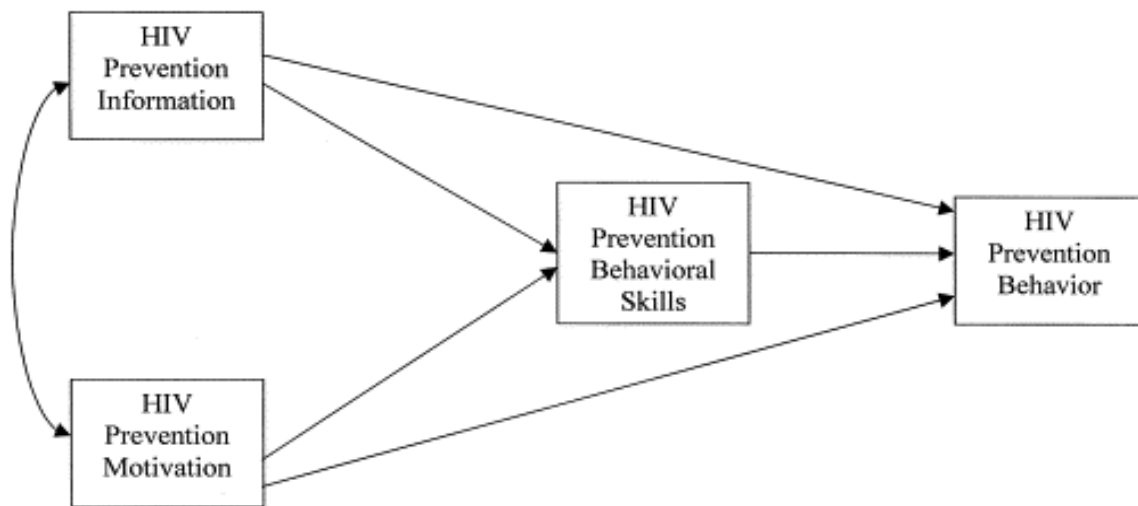 HIV
Prevention
Information
HIV
Prevention
Behavioral
Skills
HIV
Prevention
Behavior
HIV
Prevention
Motivation